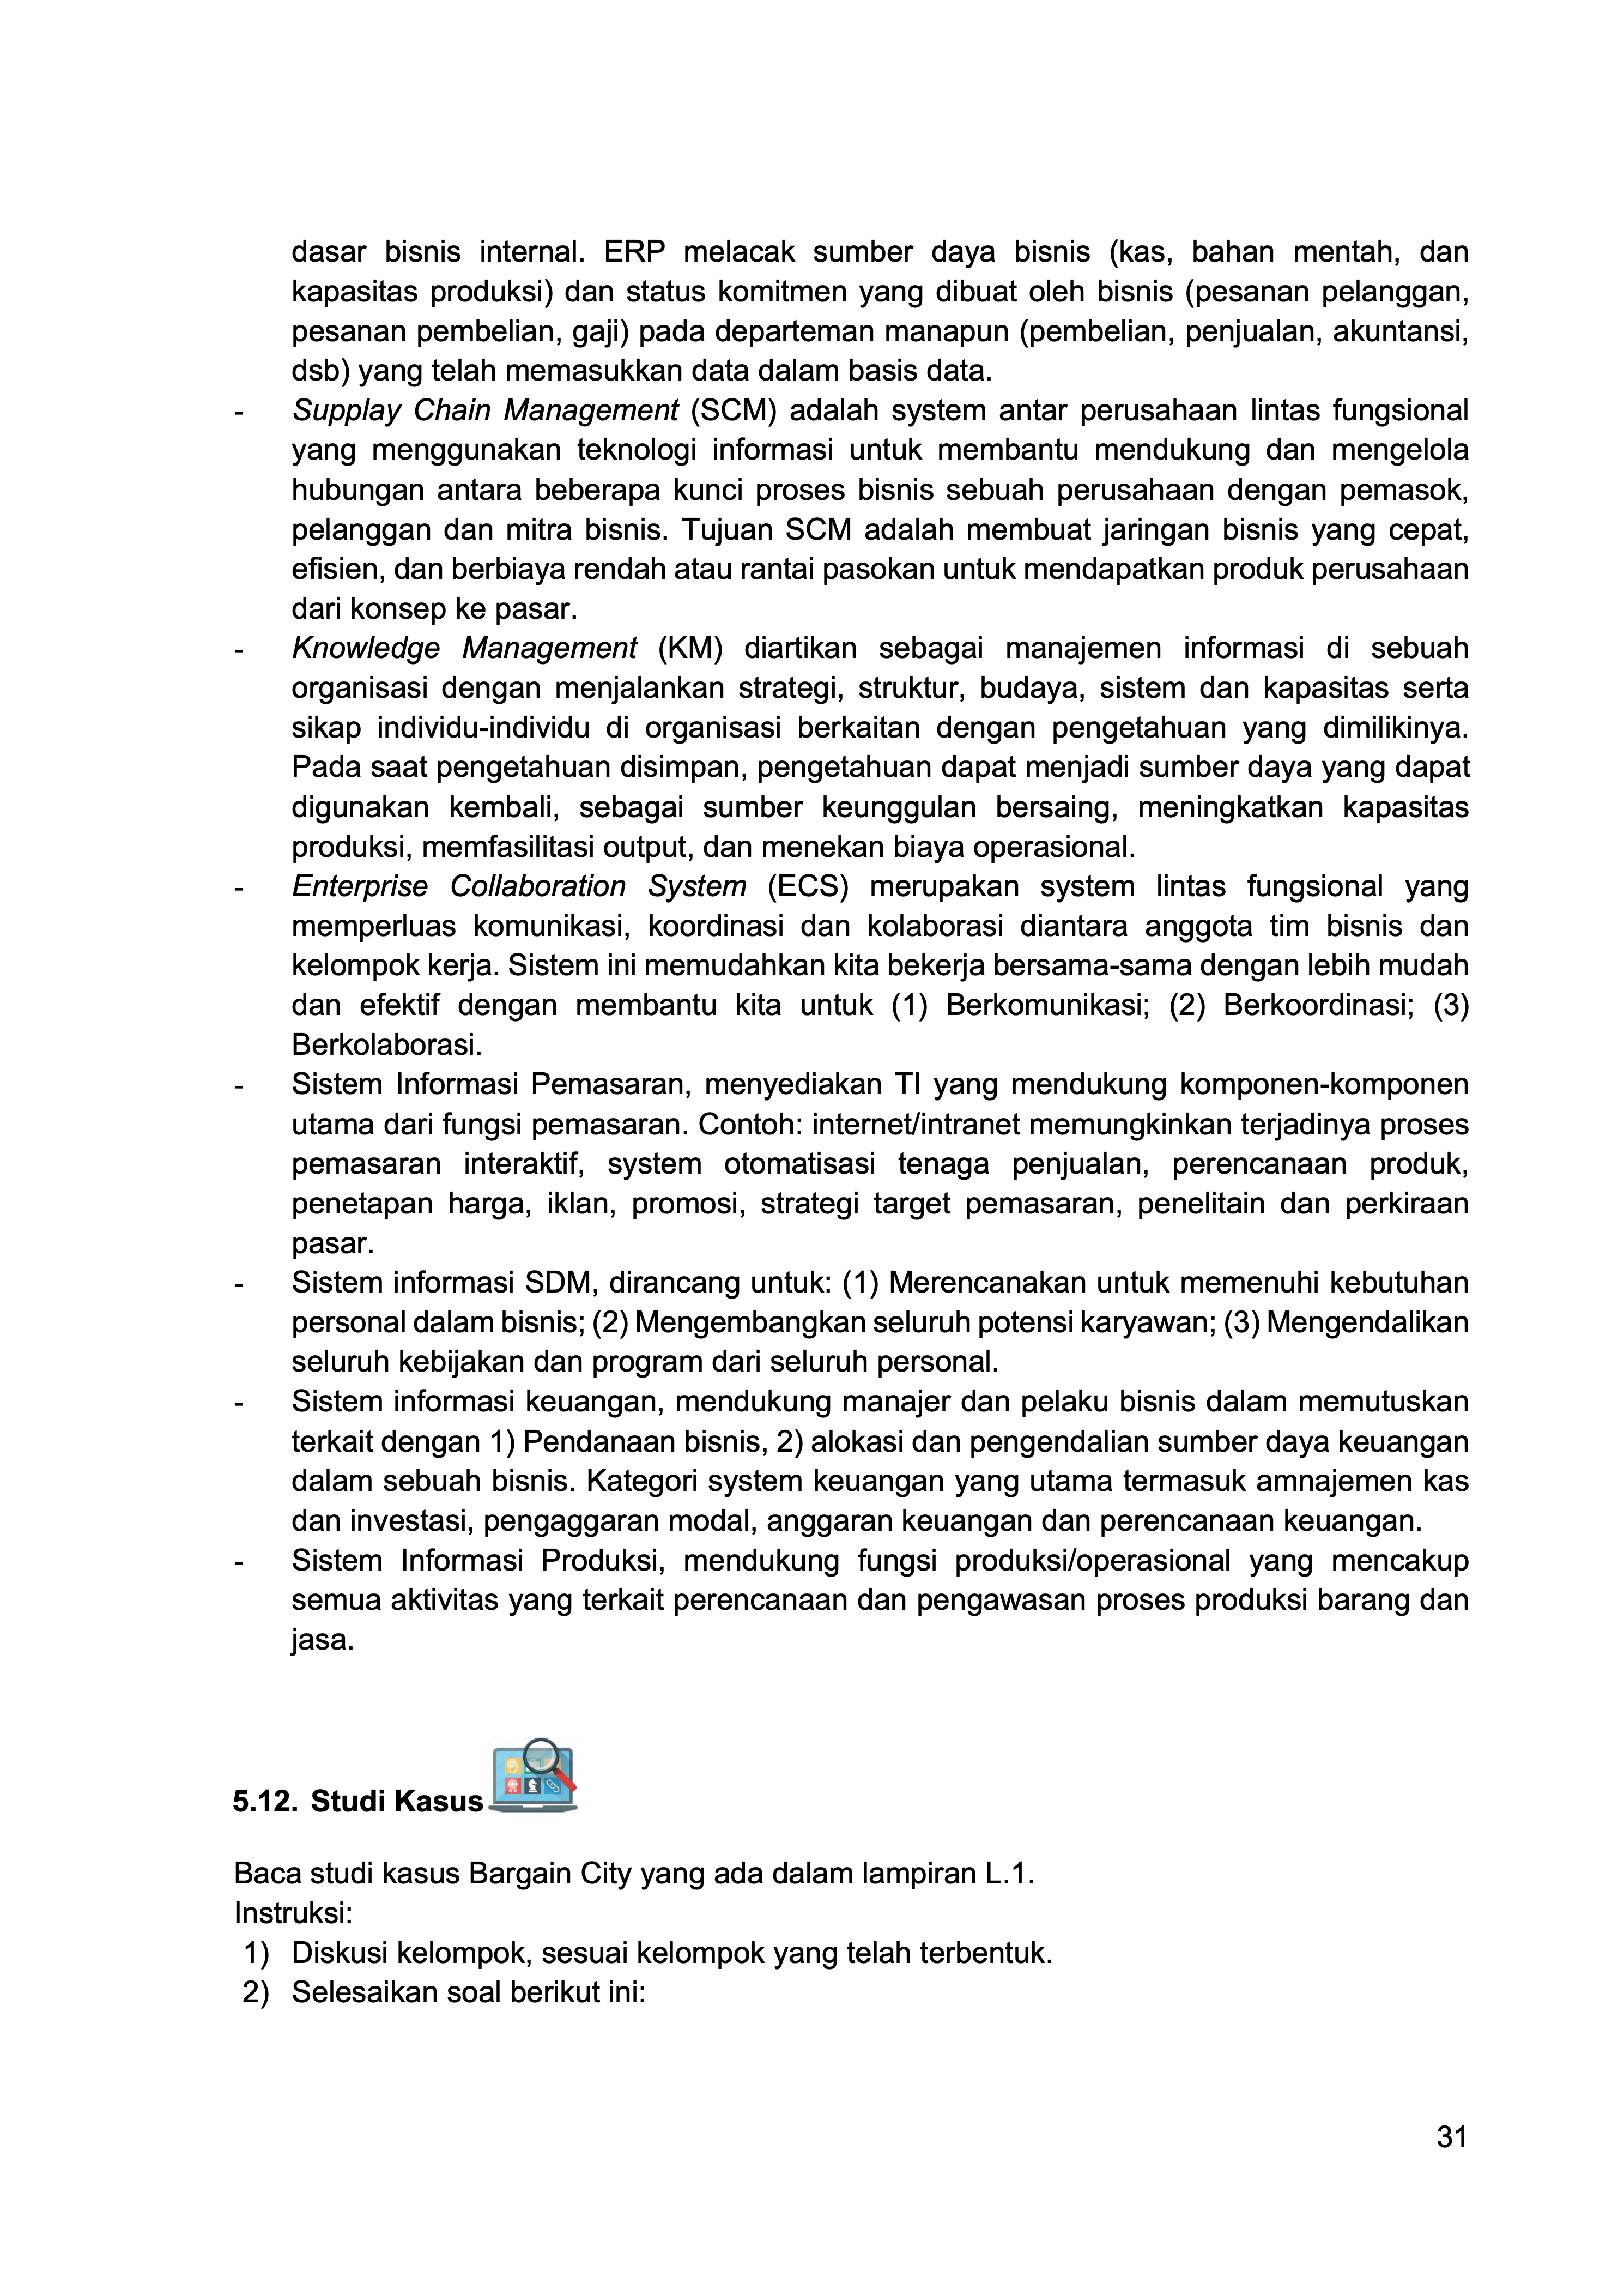 dasar bisnis internal. ERP melacak sumber daya bisnis (kas, bahan mentah, dan
kapasitas produksi) dan status komitmen yang dibuat oleh bisnis (pesanan pelanggan,
pesanan pembelian, gaji) pada departeman manapun (pembelian, penjualan, akuntansi,
dsb) yang telah memasukkan data dalam basis data.
- Supplay Chain Management (SCM) adalah system antar perusahaan lintas fungsional
yang menggunakan teknologi informasi untuk membantu mendukung dan mengelola
hubungan antara beberapa kunci proses bisnis sebuah perusahaan dengan pemasok,
pelanggan dan mitra bisnis. Tujuan SCM adalah membuat jaringan bisnis yang cepat,
efisien, dan berbiaya rendah atau rantai pasokan untuk mendapatkan produk perusahaan
dari konsep ke pasar.
- Knowledge Management (KM) diartikan sebagai manajemen informasi di sebuah
organisasi dengan menjalankan strategi, struktur, budaya, sistem dan kapasitas serta
sikap individu-individu di organisasi berkaitan dengan pengetahuan yang dimilikinya.
Pada saat pengetahuan disimpan, pengetahuan dapat menjadi sumber daya yang dapat
digunakan kembali, sebagai sumber keunggulan bersaing, meningkatkan kapasitas
produksi, memfasilitasi output, dan menekan biaya operasional.
- Enterprise Collaboration System (ECS) merupakan system lintas fungsional yang
memperluas komunikasi, koordinasi dan kolaborasi diantara anggota tim bisnis dan
kelompok kerja. Sistem ini memudahkan kita bekerja bersama-sama dengan lebih mudah
dan efektif dengan membantu kita untuk (1) Berkomunikasi; (2) Berkoordinasi; (3)
Berkolaborasi.
- Sistem Informasi Pemasaran, menyediakan TI yang mendukung komponen-komponen
utama dari fungsi pemasaran. Contoh: internet/intranet memungkinkan terjadinya proses
pemasaran interaktif, system otomatisasi tenaga penjualan, perencanaan produk,
penetapan harga, iklan, promosi, strategi target pemasaran, penelitain dan perkiraan
pasar.
- Sistem informasi SDM, dirancang untuk: (1) Merencanakan untuk memenuhi kebutuhan
personal dalam bisnis; (2) Mengembangkan seluruh potensi karyawan; (3) Mengendalikan
seluruh kebijakan dan program dari seluruh personal.
- Sistem informasi keuangan, mendukung manajer dan pelaku bisnis dalam memutuskan
terkait dengan 1) Pendanaan bisnis, 2) alokasi dan pengendalian sumber daya keuangan
dalam sebuah bisnis. Kategori system keuangan yang utama termasuk amnajemen kas
dan investasi, pengaggaran modal, anggaran keuangan dan perencanaan keuangan.
- Sistem Informasi Produksi, mendukung fungsi produksi/operasional yang mencakup
semua aktivitas yang terkait perencanaan dan pengawasan proses produksi barang dan
jasa.
5.12. Studi Kasus
Baca studi kasus Bargain City yang ada dalam lampiran L.1.
Instruksi:
1) Diskusi kelompok, sesuai kelompok yang telah terbentuk.
2) Selesaikan soal berikut ini:
31